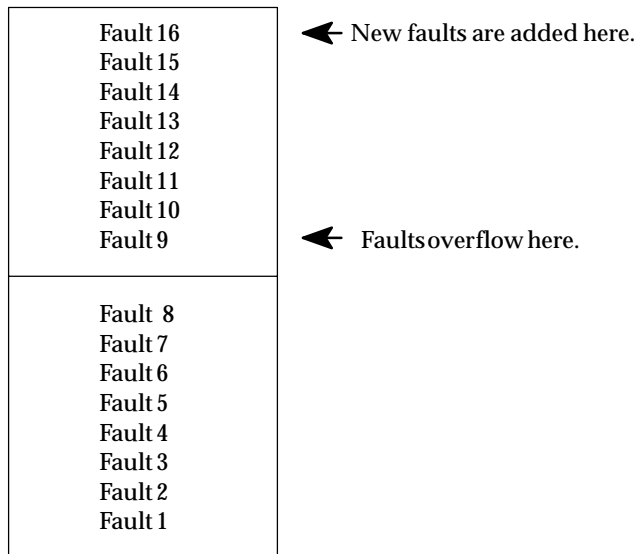 Fault 16 New faults are added here.
Fault 15
Fault 14
Fault 13
Fault 12
Fault 11
Fault 10
Fault 9 Faults overflow here.
Fault 8
Fault 7
Fault 6
Fault 5
Fault 4
Fault 3
Fault 2
Fault 1